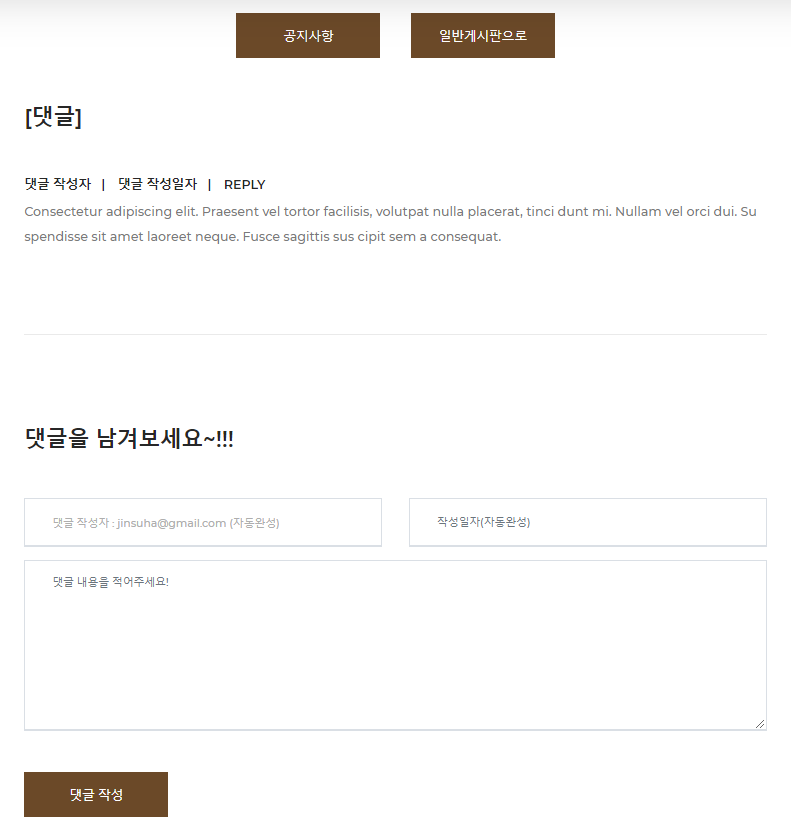 공지사항 일반게시판으로
[댓글]
댓글 작성자 | 댓글 작성일자 | REPLY
Consectetur adipiscing elit. Praesent vel tortor facilisis, volutpat nulla placerat, tinci dunt mi. Nullam vel orci dui. Su
spendisse sit amet laoreet neque. Fusce sagittis sus cipit sem a consequat.
댓글을 남겨보세요~!!!
댓글 작성자 : jinsuha@gmail.com (자동완성) 작성일자(자동완성)
댓글 내용을 적어주세요!
댓글 작성